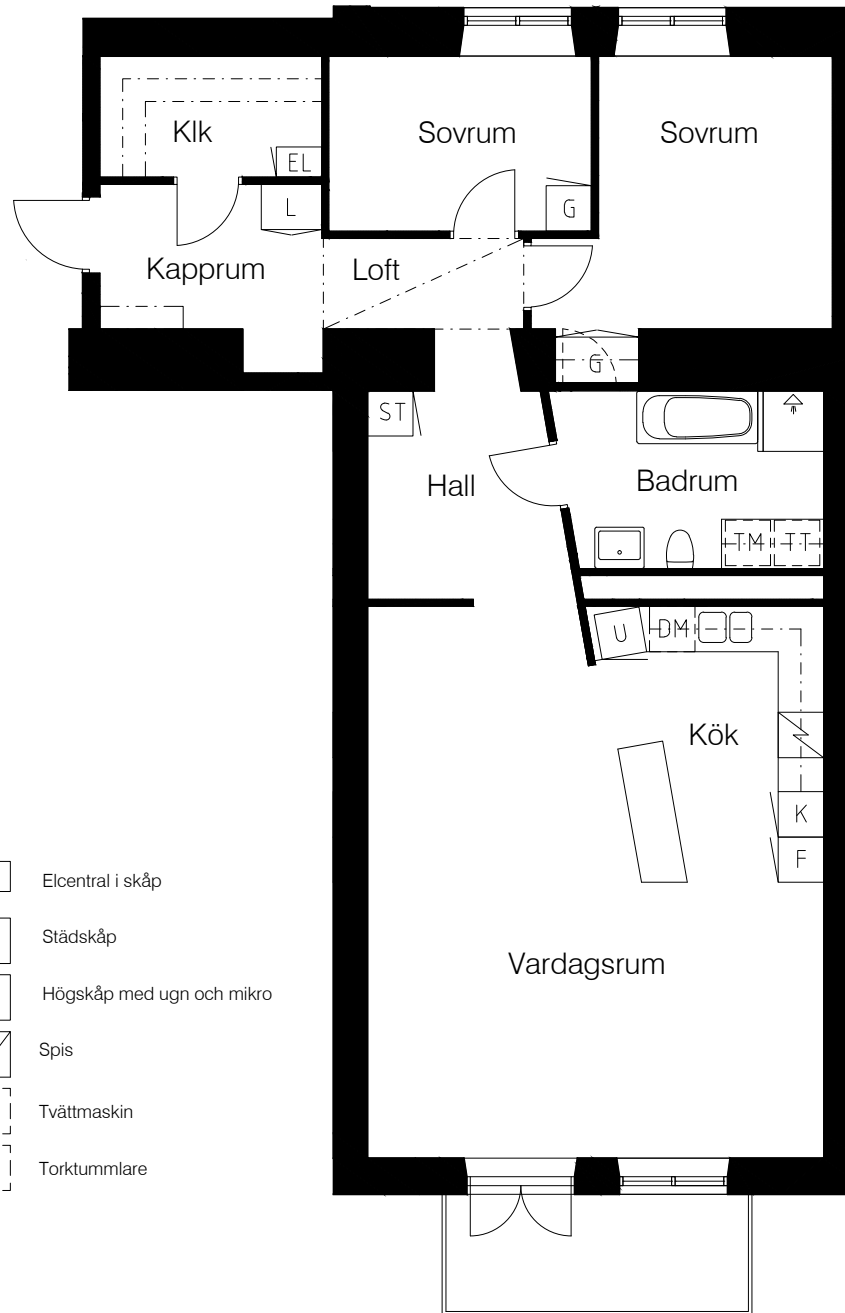 Klk
Sovrum
Sovrum
EL
L
G
Kapprum
Loft
G
ST
Hall
Badrum
TM
TT
U
DM
Kök
K
F
Vardagsrum
Elcentral i skåp
Städskåp
Högskåp med ugn och mikro
Spis
Tvättmaskin
Torktummlare